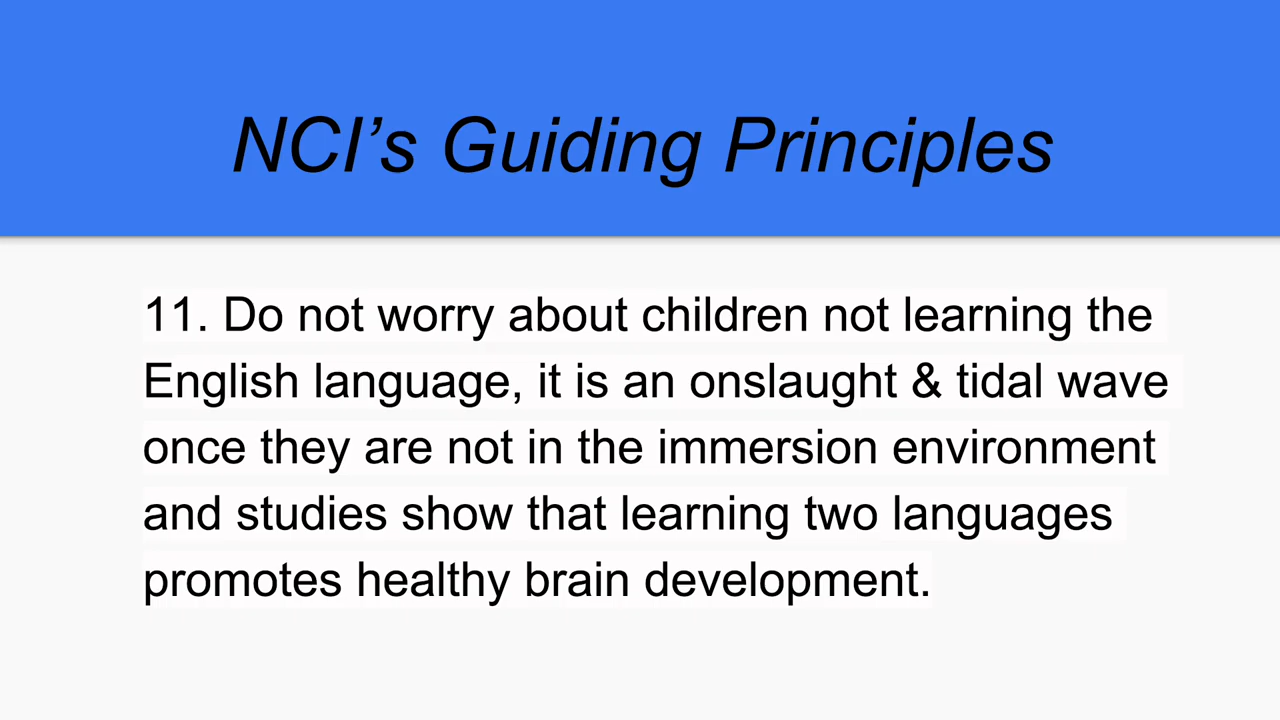 NCI’s Guiding Principles
11. Do not worry about children not learning the
English language, it is an onslaught & tidal wave
once they are not in the immersion environment
and studies show that learning two languages
promotes healthy brain development.